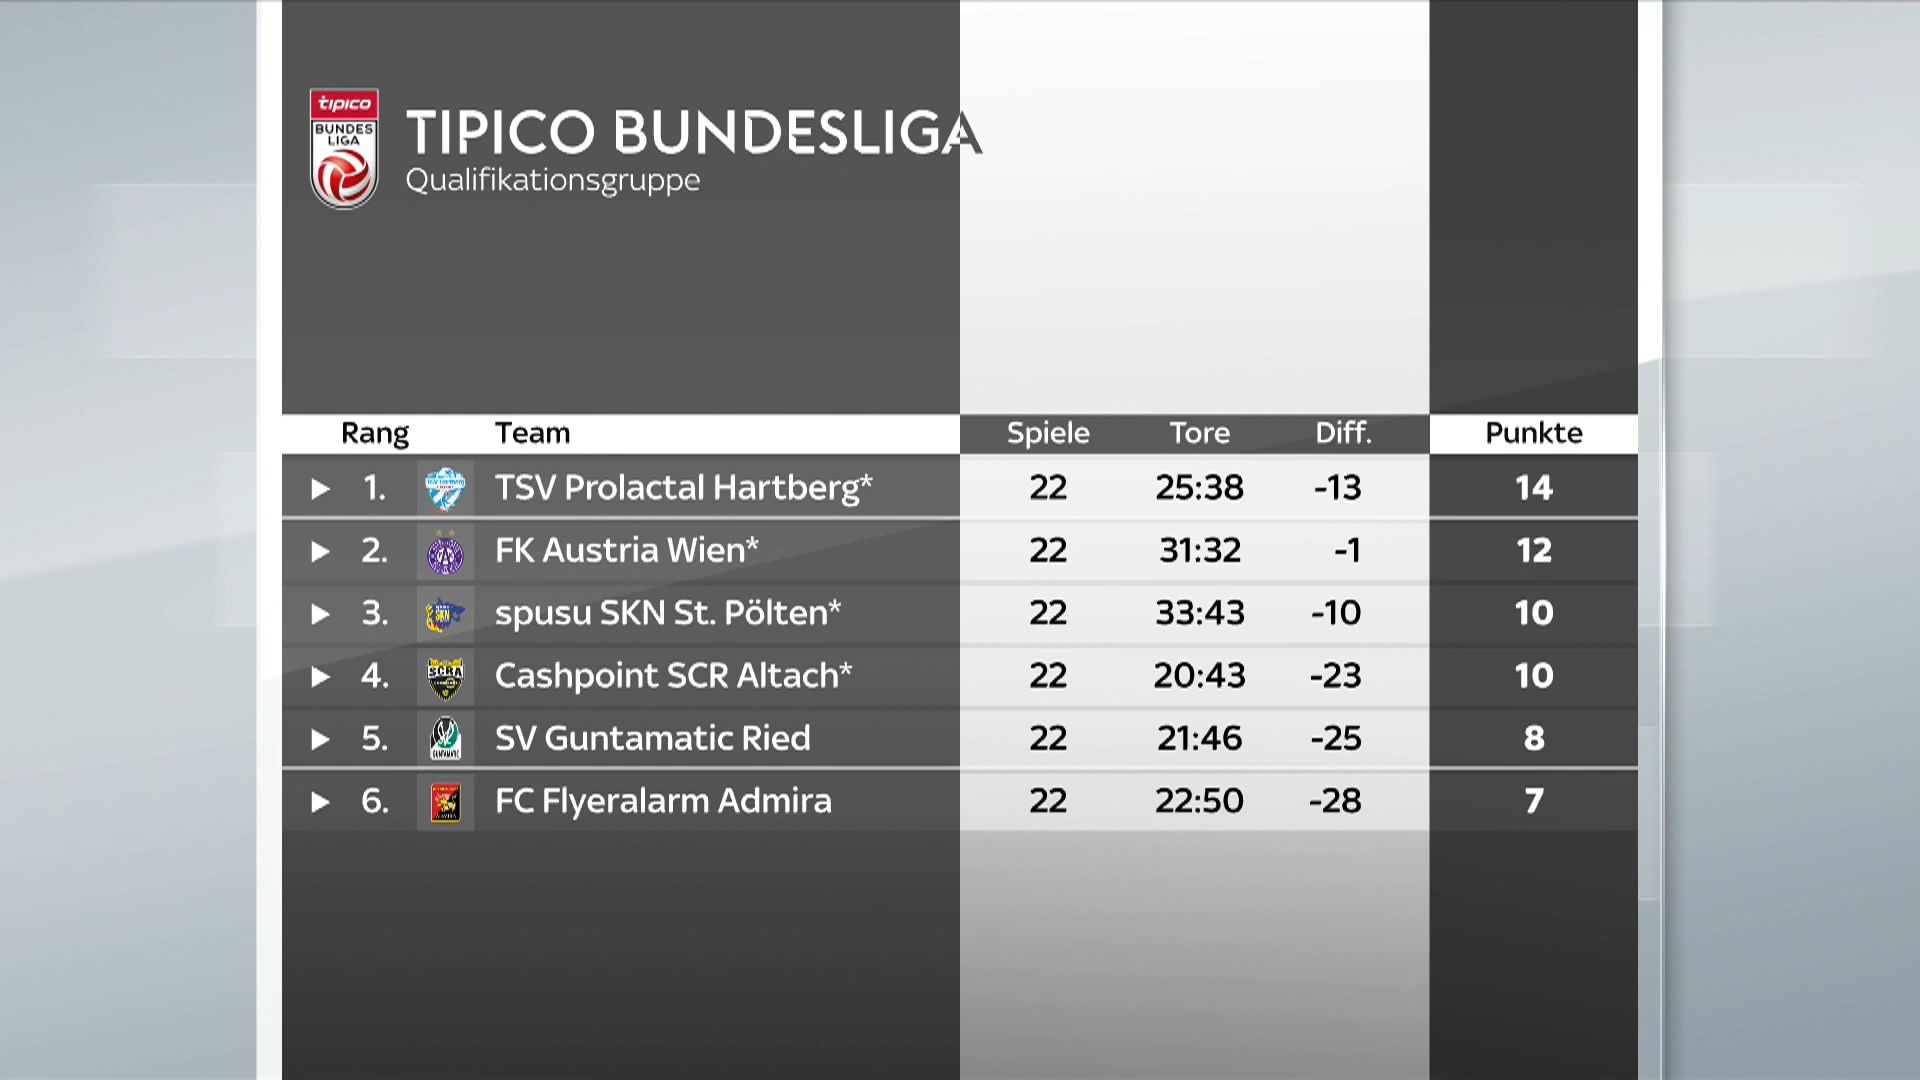 tipico
BUNDES
LIGA
TIPICO BUNDESLIGA
Qualifikationsgruppe
Rang Team Spiele Tore Diff. Punkte
1. TSV Prolactal Hartberg* 22 25:38 -13 14
2. FK Austria Wien* 22 31:32 -1 12
3. SKN spusu SKN St. Pölten* 22 33:43 -10 10
4. SCRA Cashpoint SCR Altach* 22 20:43 -23 10
5. GUNTAMATIC SV Guntamatic Ried 22 21:46 -25 8
6. FC Flyeralarm Admira 22 22:50 -28 7